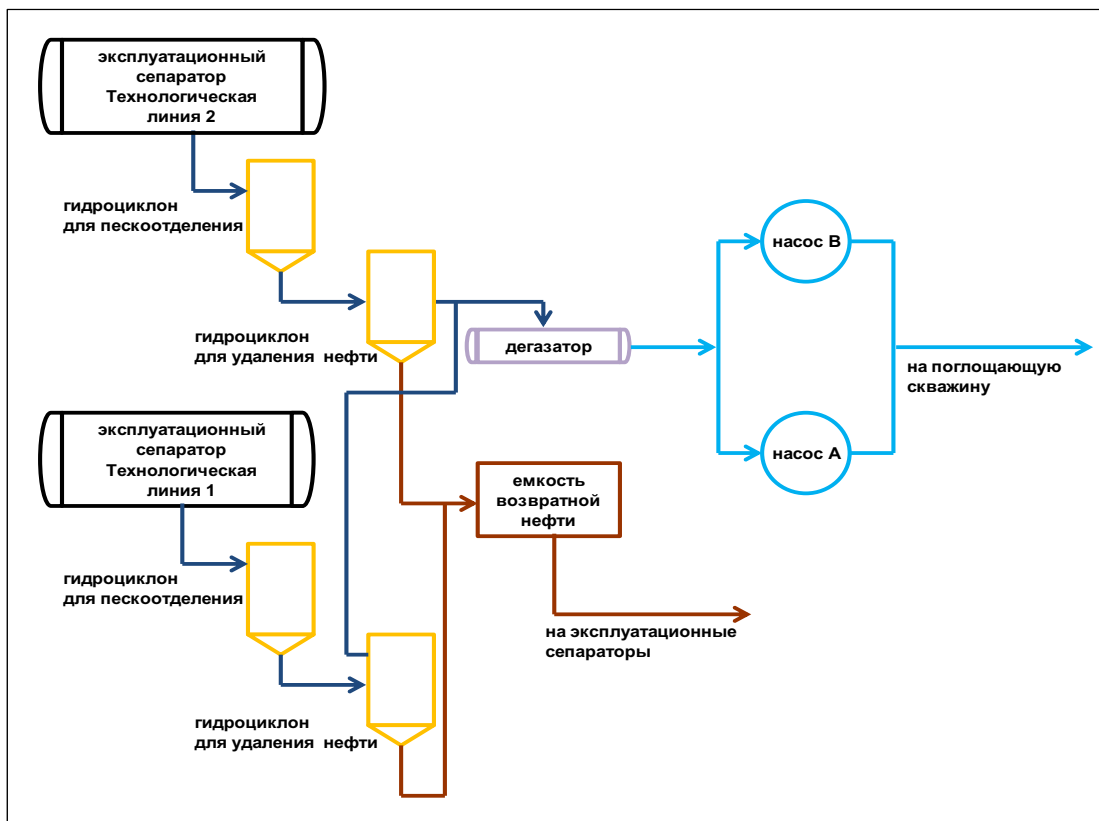 эксплуатационный
сепаратор
Технологическая
линия 2
гидроциклон
для пескоотделения
насос В
гидроциклон
для удаления нефти
дегазатор
на поглощающую
скважину
эксплуатационный
сепаратор
Технологическая
линия 1
насос А
емкость
возвратной
нефти
гидроциклон
для пескоотделения
на эксплуатационные
сепараторы
гидроциклон
для удаления нефти